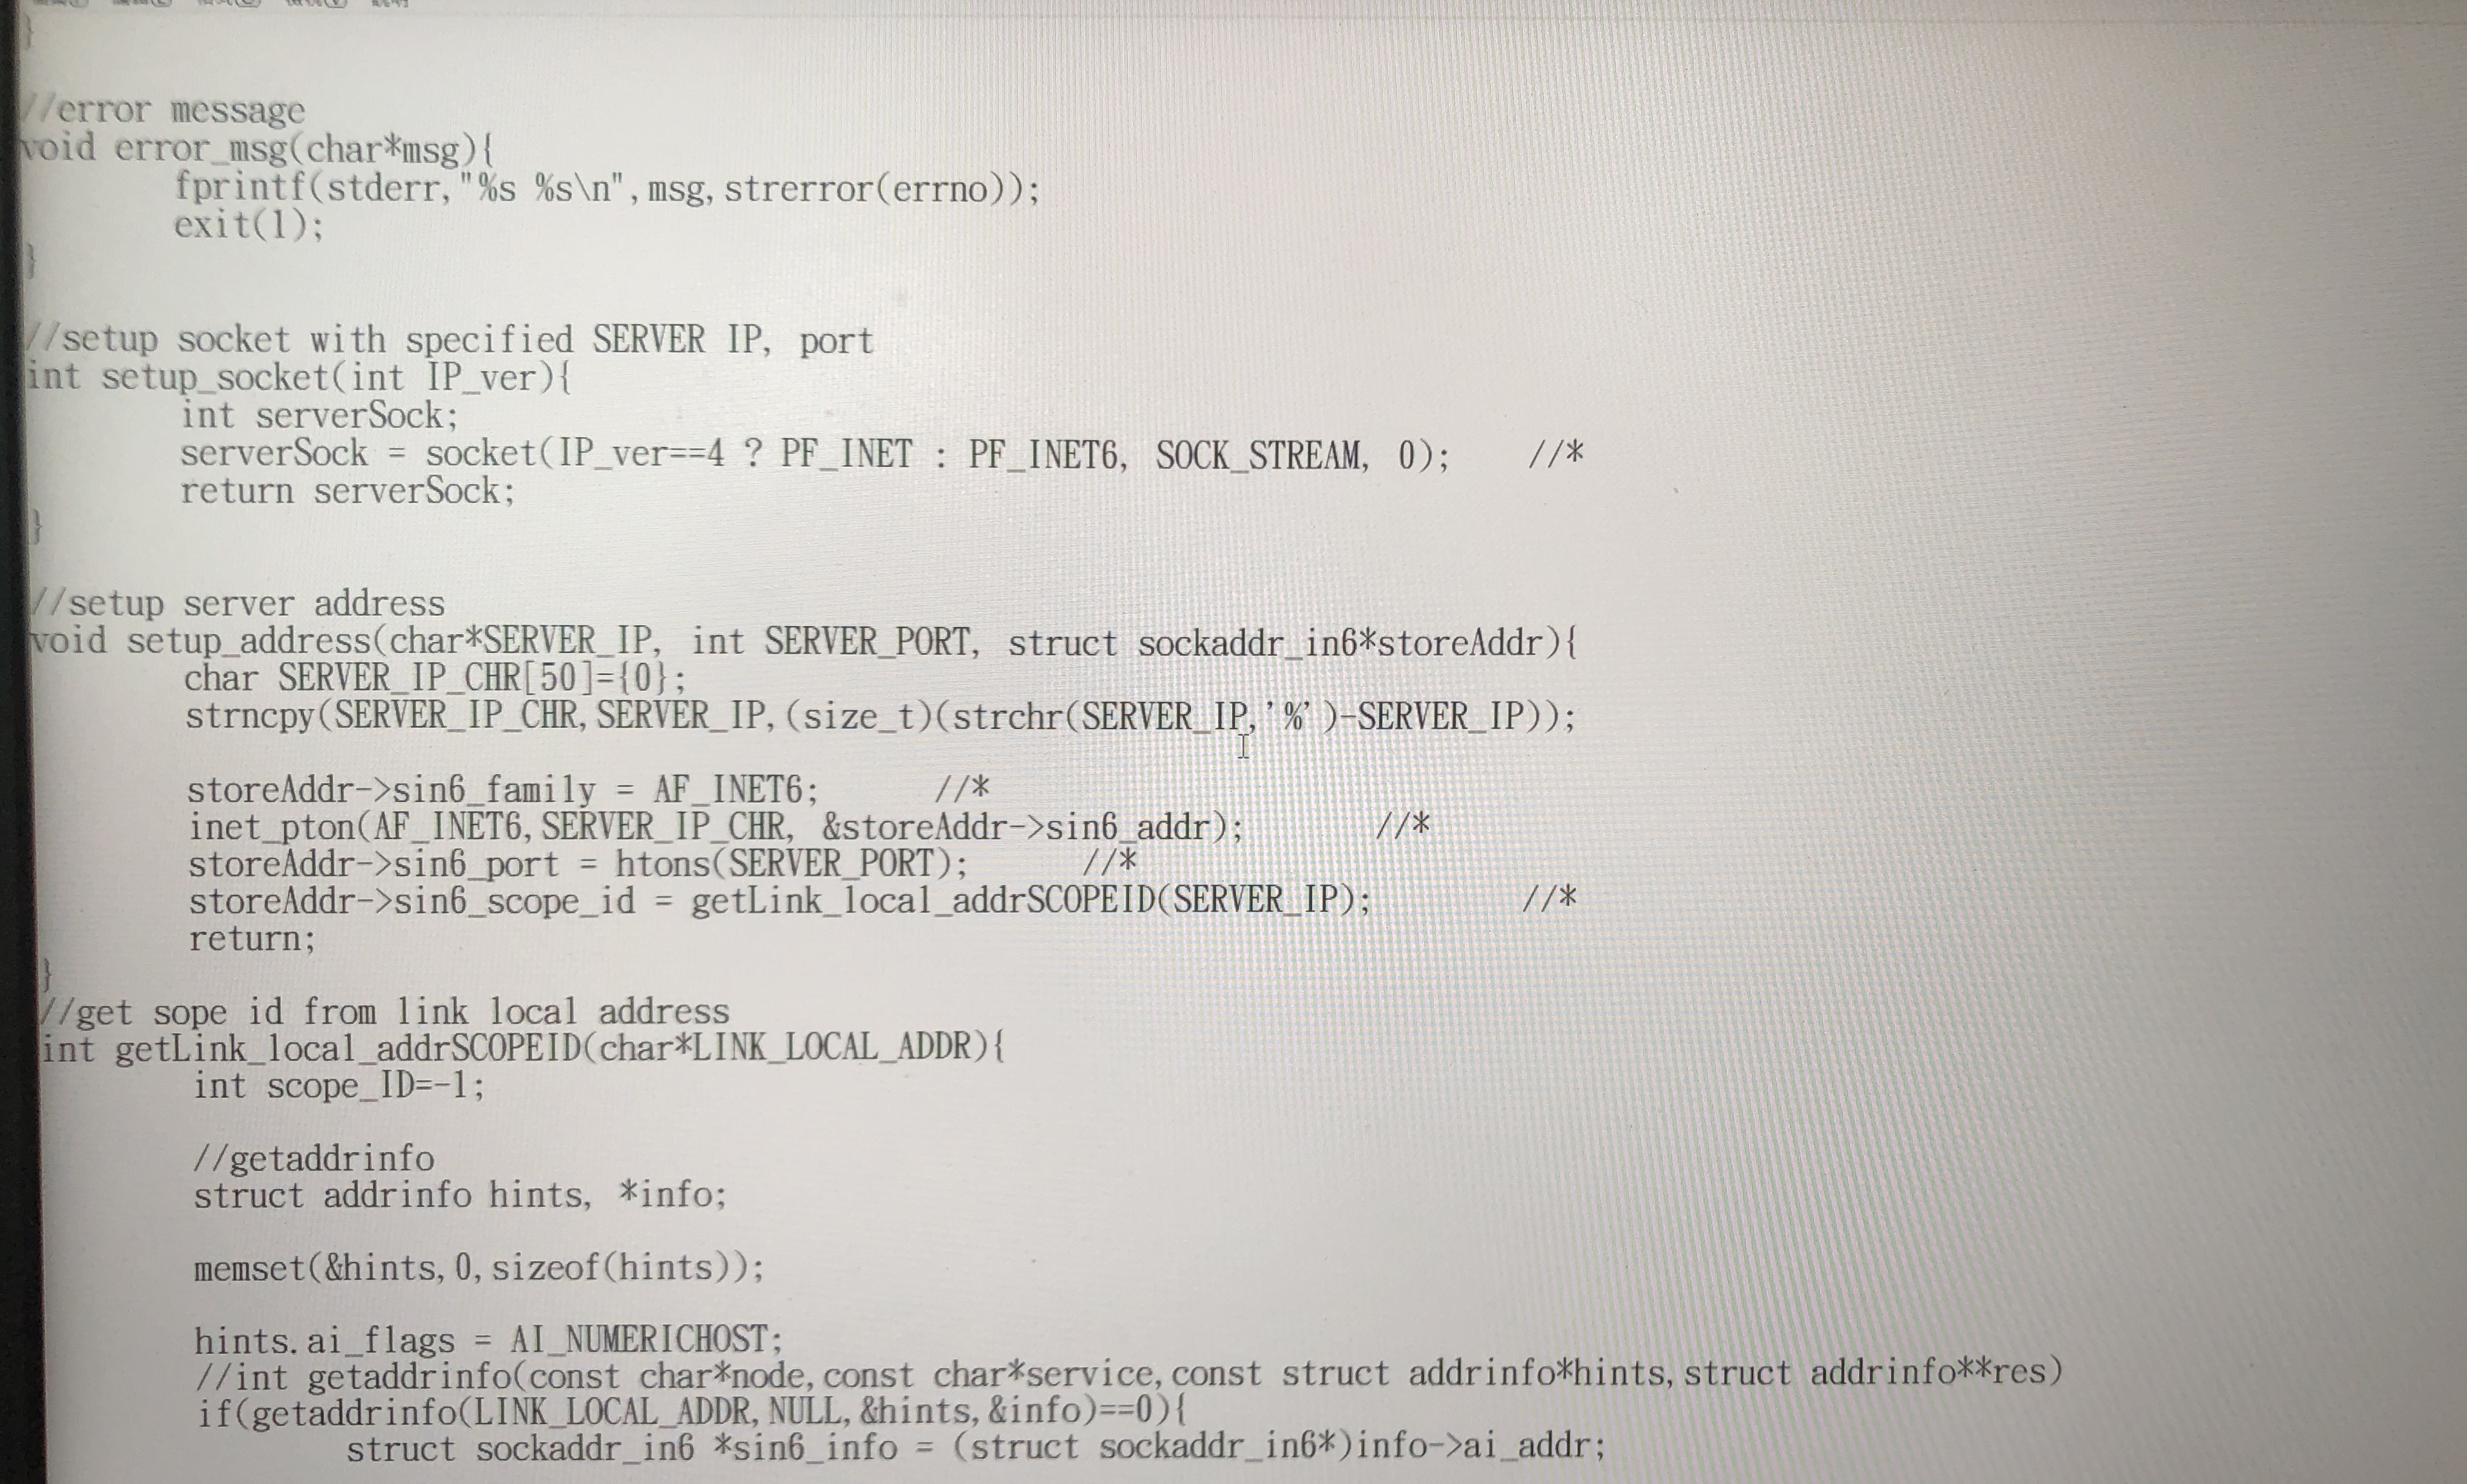 }
//error message
void error_msg(char*msg){
fprintf(stderr,"%s %s\n",msg,strerror(errno));
exit(1);
}
//setup socket with specified SERVER IP, port
int setup_socket(int IP_ver){
int serverSock;
serverSock = socket(IP_ver==4 ? PF_INET : PF_INET6, SOCK_STREAM, 0); //*
return serverSock;
}
//setup server address
void setup_address(char*SERVER_IP, int SERVER_PORT, struct sockaddr_in6*storeAddr){
char SERVER_IP_CHR[50]={0};
strncpy(SERVER_IP_CHR,SERVER_IP,(size_t)(strchr(SERVER_IP,'%')-SERVER_IP));
storeAddr->sin6_family = AF_INET6; //*
inet_pton(AF_INET6,SERVER_IP_CHR, &storeAddr->sin6_addr); //*
storeAddr->sin6_port = htons(SERVER_PORT); //*
storeAddr->sin6_scope_id = getLink_local_addrSCOPEID(SERVER_IP); //*
return;
}
//get sope id from link local address
int getLink_local_addrSCOPEID(char*LINK_LOCAL_ADDR){
int scope_ID=-1;
//getaddrinfo
struct addrinfo hints, *info;
memset(&hints,0,sizeof(hints));
hints.ai_flags = AI_NUMERICHOST;
//int getaddrinfo(const char*node,const char*service,const struct addrinfo*hints,struct addrinfo**res)
if(getaddrinfo(LINK_LOCAL_ADDR,NULL,&hints,&info)==0){
struct sockaddr_in6 *sin6_info = (struct sockaddr_in6*)info->ai_addr;